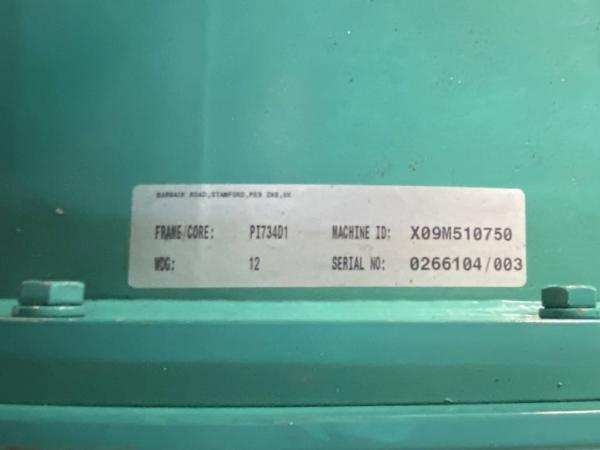 BARNACK ROAD,STAMFORD,PE9 2NB,UK
FRAME/CORE: PI734D1 MACHINE ID: X09M510750
WDG: 12 SERIAL NO: 0266104/003